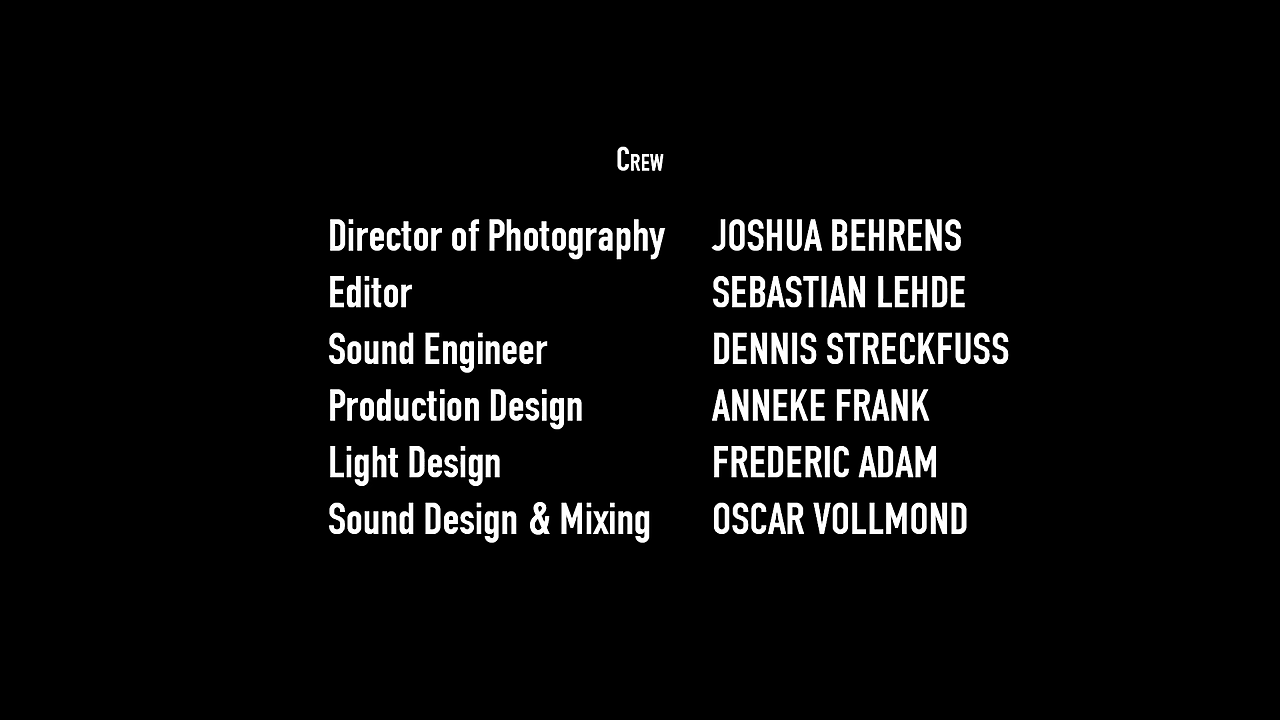 Crew
Director of Photography JOSHUA BEHRENS
Editor SEBASTIAN LEHDE
Sound Engineer DENNIS STRECKFUSS
Production Design ANNEKE FRANK
Light Design FREDERIC ADAM
Sound Design & Mixing OSCAR VOLLMOND